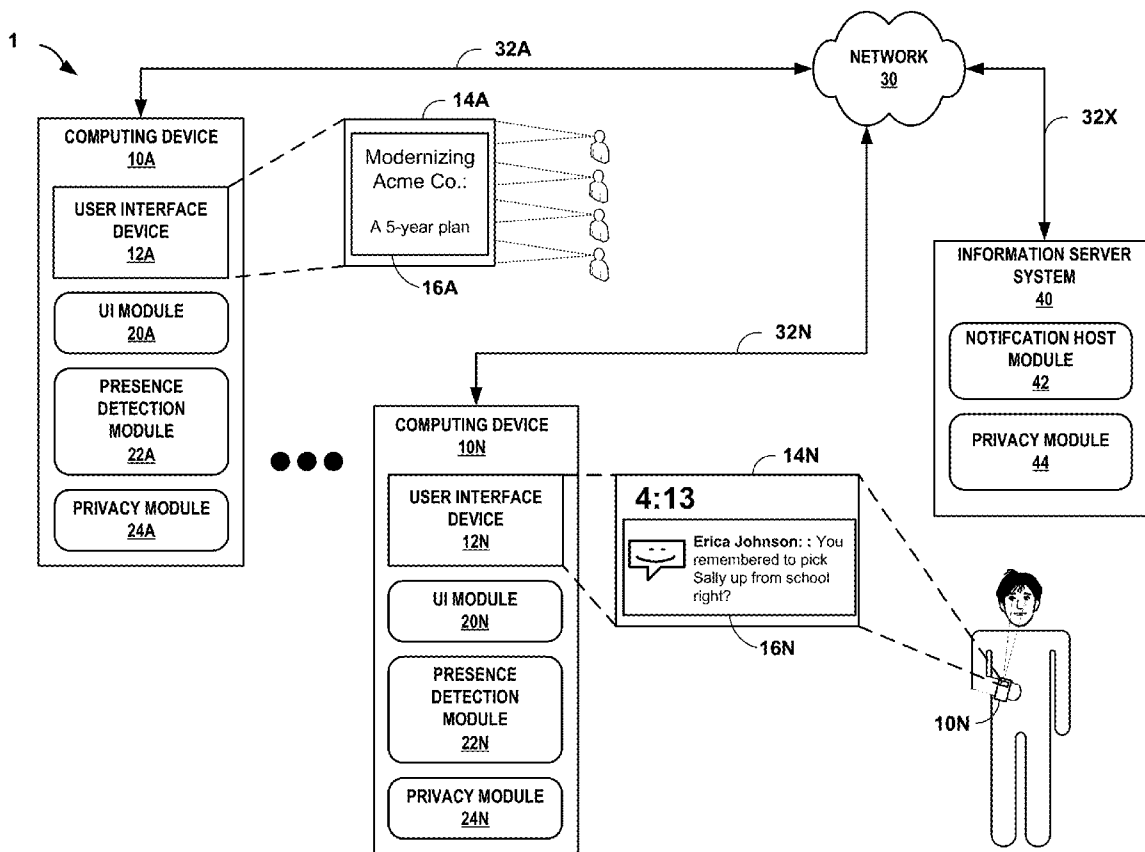 1
32A
NETWORK
30
32X
COMPUTING DEVICE
10A
USER INTERFACE
DEVICE
12A
UI MODULE
20A
PRESENCE
DETECTION
MODULE
22A
PRIVACY MODULE
24A
14A
Modernizing
Acme Co.:
A 5-year plan
16A
INFORMATION SERVER
SYSTEM
40
NOTIFCATION HOST
MODULE
42
PRIVACY MODULE
44
32N
COMPUTING DEVICE
10N
USER INTERFACE
DEVICE
12N
UI MODULE
20N
PRESENCE
DETECTION
MODULE
22N
PRIVACY MODULE
24N
14N
4:13
Erica Johnson: : You
remembered to pick
Sally up from school
right?
16N
10N